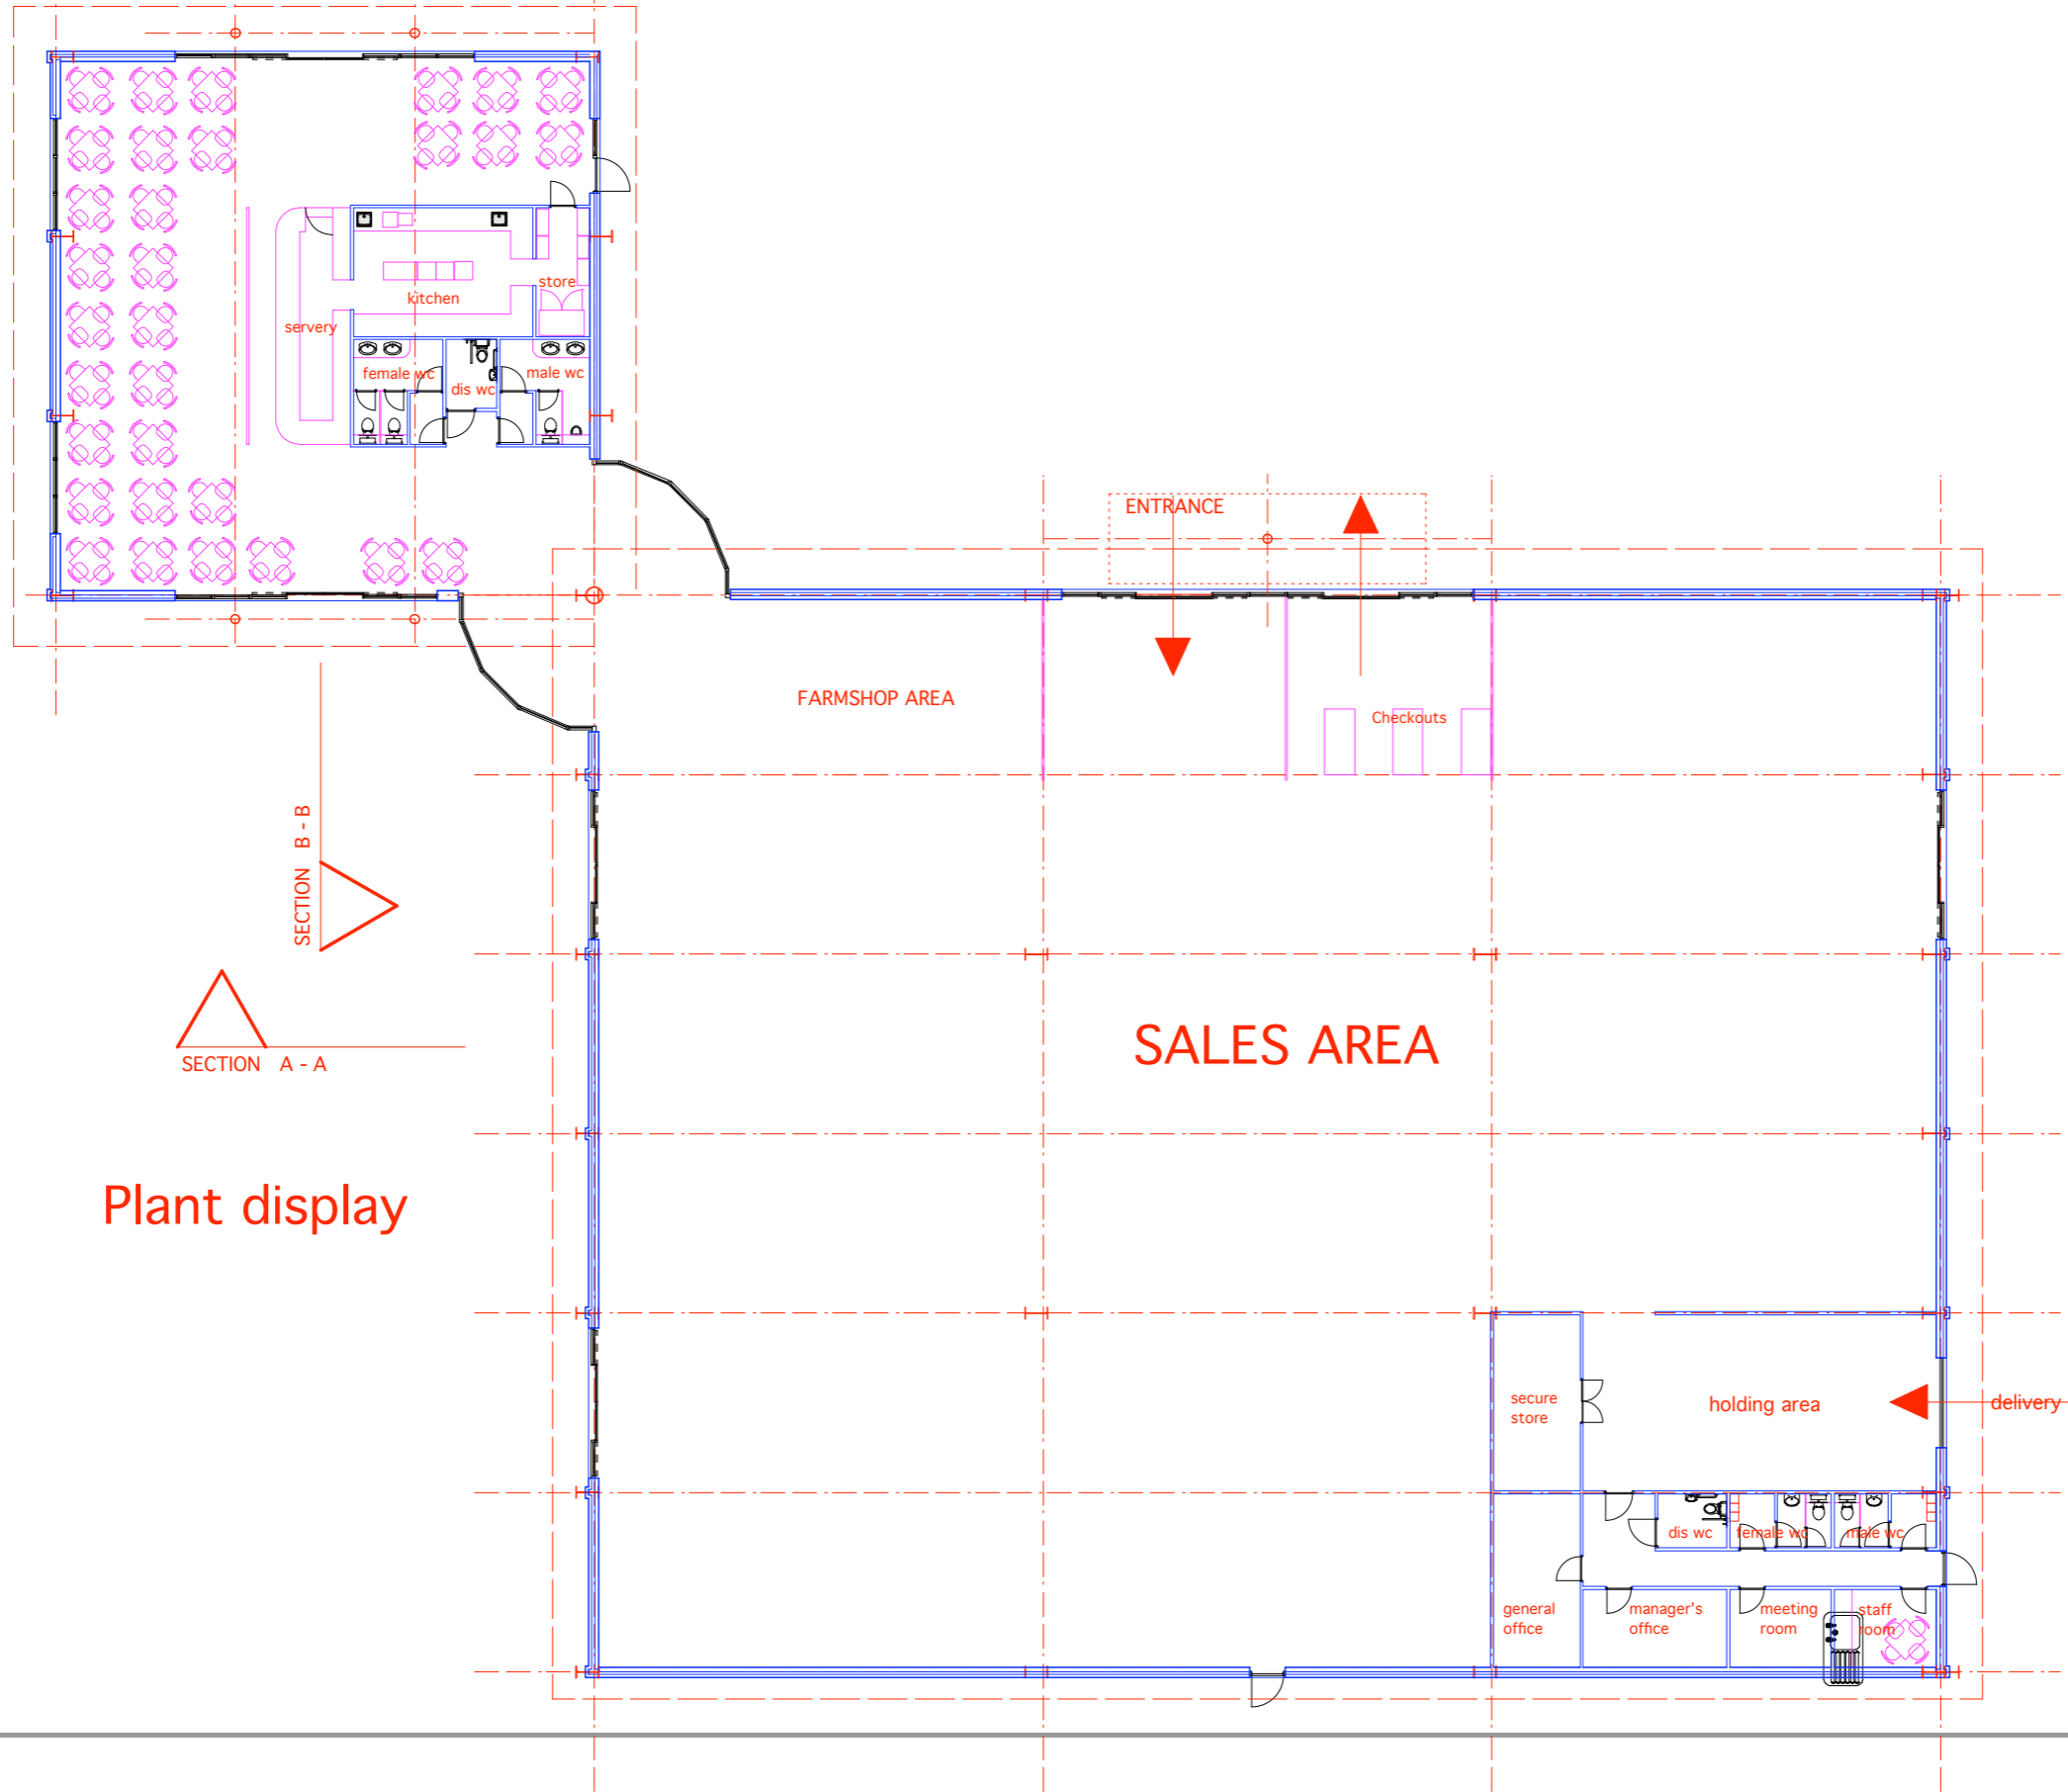 store
kitchen
servery
female wc
dis wc
male wc
ENTRANCE
FARMSHOP AREA
Checkouts
SECTION B - B
SALES AREA
SECTION A - A
Plant display
secure
store
holding area
delivery
dis wc
female wc
male wc
general
office
manager's
office
meeting
room
staff
room